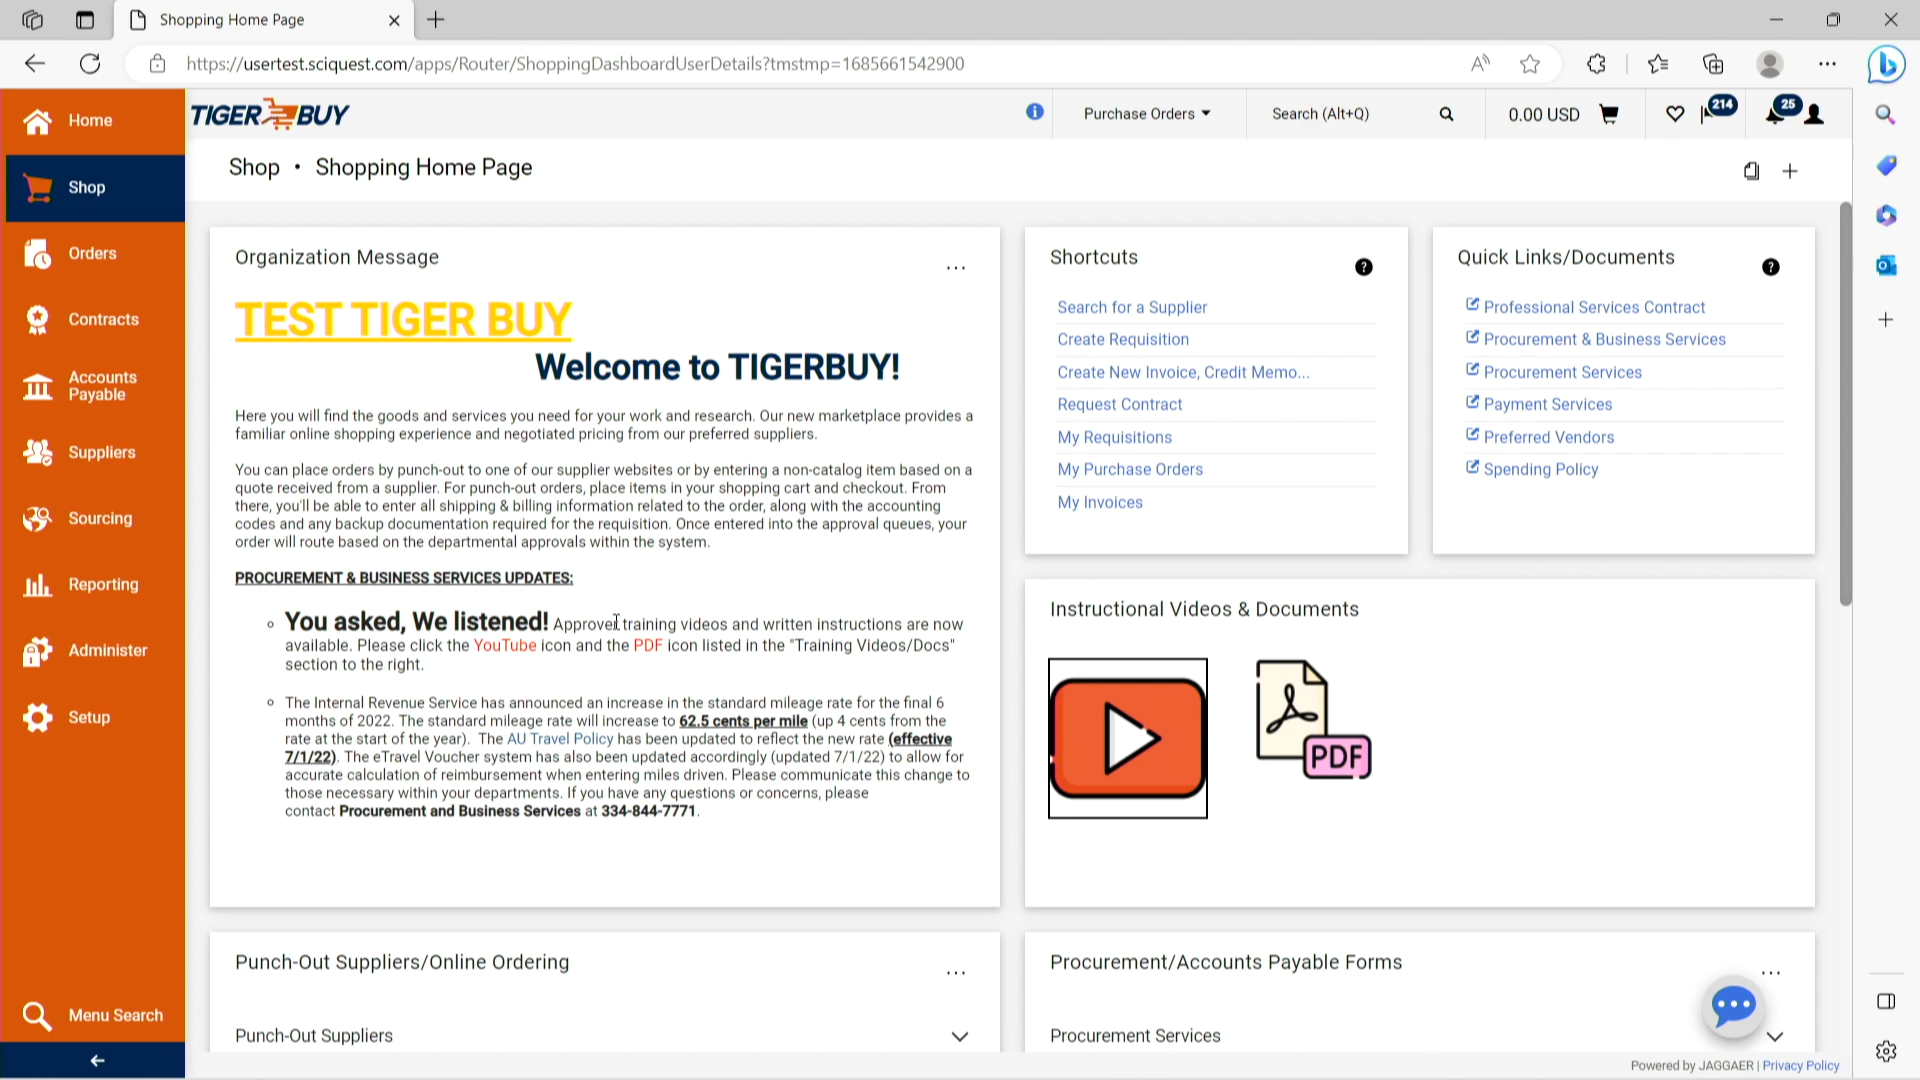 Shopping Home Page
https://usertest.sciquest.com/apps/Router/ShoppingDashboardUserDetails?tmstmp=1685661542900
Home
Shop
Orders
Contracts
Accounts
Payable
Suppliers
Sourcing
Reporting
Administer
Setup
Menu Search
TIGER BUY
Purchase Orders
Search (Alt+Q)
0.00 USD
214
25
Shop • Shopping Home Page
Organization Message
TEST TIGER BUY
Welcome to TIGERBUY!
Here you will find the goods and services you need for your work and research. Our new marketplace provides a
familiar online shopping experience and negotiated pricing from our preferred suppliers.
You can place orders by punch-out to one of our supplier websites or by entering a non-catalog item based on a
quote received from a supplier. For punch-out orders, place items in your shopping cart and checkout. From
there, you'll be able to enter all shipping & billing information related to the order, along with the accounting
codes and any backup documentation required for the requisition. Once entered into the approval queues, your
order will route based on the departmental approvals within the system.
PROCUREMENT & BUSINESS SERVICES UPDATES:
You asked, We listened! Approver training videos and written instructions are now
available. Please click the YouTube icon and the PDF icon listed in the "Training Videos/Docs"
section to the right.
The Internal Revenue Service has announced an increase in the standard mileage rate for the final 6
months of 2022. The standard mileage rate will increase to 62.5 cents per mile (up 4 cents from the
rate at the start of the year). The AU Travel Policy has been updated to reflect the new rate (effective
7/1/22). The eTravel Voucher system has also been updated accordingly (updated 7/1/22) to allow for
accurate calculation of reimbursement when entering miles driven. Please communicate this change to
those necessary within your departments. If you have any questions or concerns, please
contact Procurement and Business Services at 334-844-7771.
Shortcuts
Search for a Supplier
Create Requisition
Create New Invoice, Credit Memo...
Request Contract
My Requisitions
My Purchase Orders
My Invoices
Quick Links/Documents
Professional Services Contract
Procurement & Business Services
Procurement Services
Payment Services
Preferred Vendors
Spending Policy
Instructional Videos & Documents
PDF
Punch-Out Suppliers/Online Ordering
Punch-Out Suppliers
Procurement/Accounts Payable Forms
Procurement Services
Powered by JAGGAER | Privacy Policy